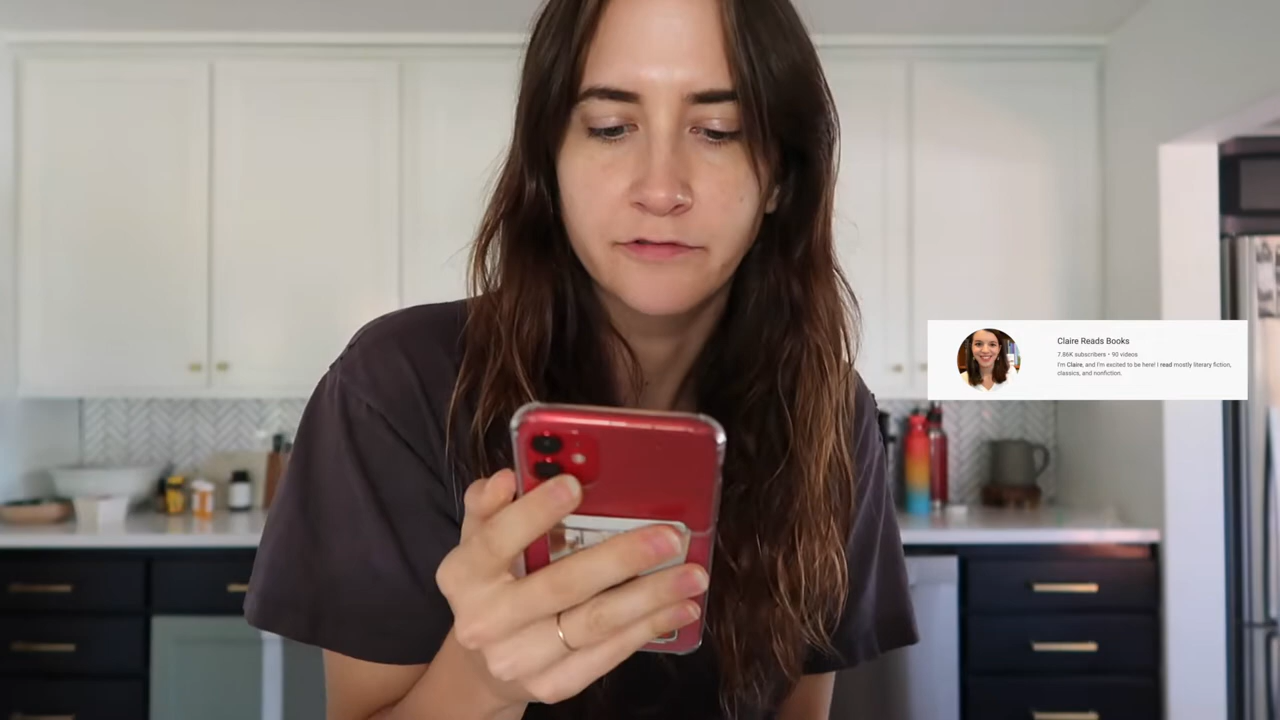 Claire Reads Books
7.86K subscribers • 90 videos
I'm Claire, and I'm excited to be here! I read mostly literary fiction,
classics, and nonfiction.